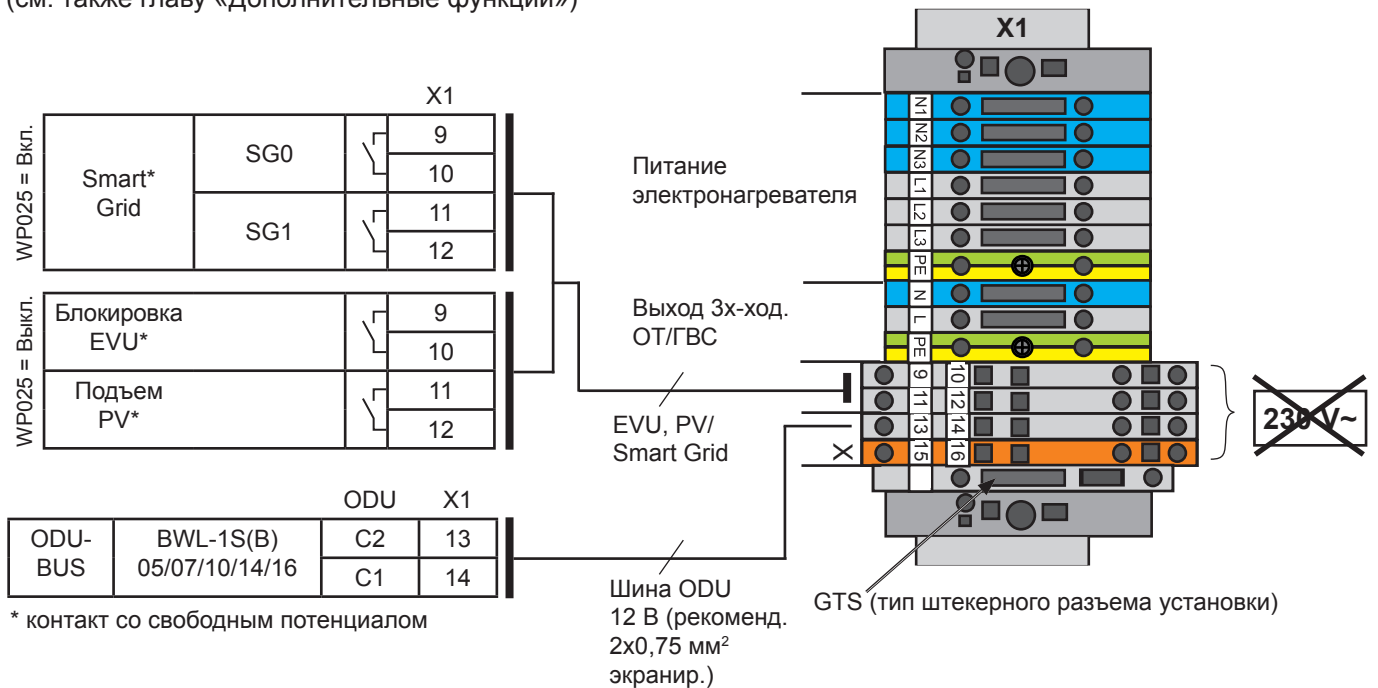 (см. также главу «Дополнительные функции»)
X1
WP025 = Вкл.
Smart*
Grid
SG0
SG1
X1
9
10
11
12
WP025 = Выкл.
Блокировка
EVU*
Подъем
PV*
9
10
11
12
ODU
X1
ODU-
BUS
BWL-1S(B)
05/07/10/14/16
C2
13
C1
14
* контакт со свободным потенциалом
Питание
электронагревателя
Выход 3х-ход.
ОТ/ГВС
EVU, PV/
Smart Grid
Шина ODU
12 В (рекоменд.
2x0,75 мм²
экранир.)
N1
N2
N3
L1
L2
L3
PE
N
L
PE
9 10
11 12
13 14
X
15 16
230 V~
GTS (тип штекерного разъема установки)